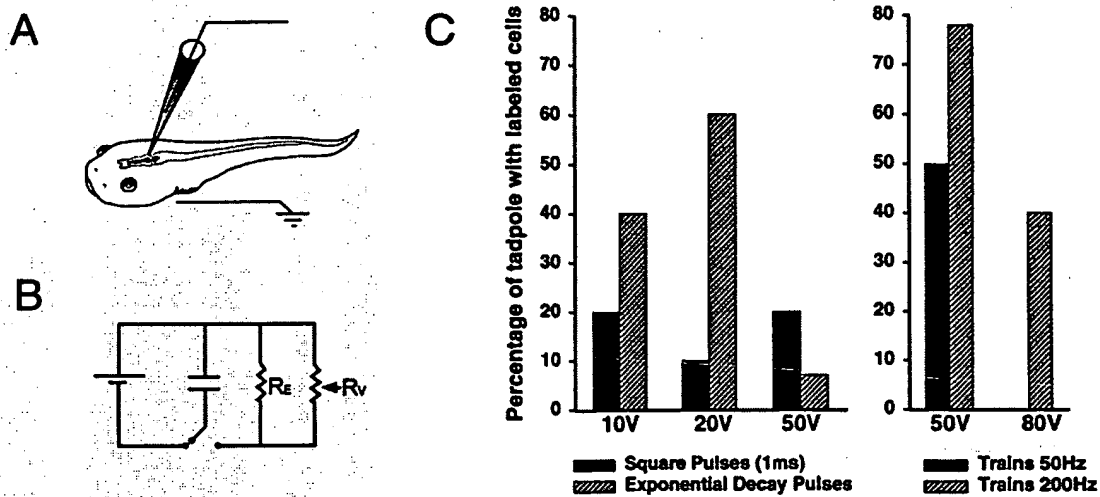 A
B
RE
RV
C
Percentage of tadpole with labeled cells
80
70
60
50
40
30
20
10
0
10V 20V 50V
Square Pulses (1ms)
Exponential Decay Pulses
80
70
60
50
40
30
20
10
0
50V 80V
Trains 50Hz
Trains 200Hz